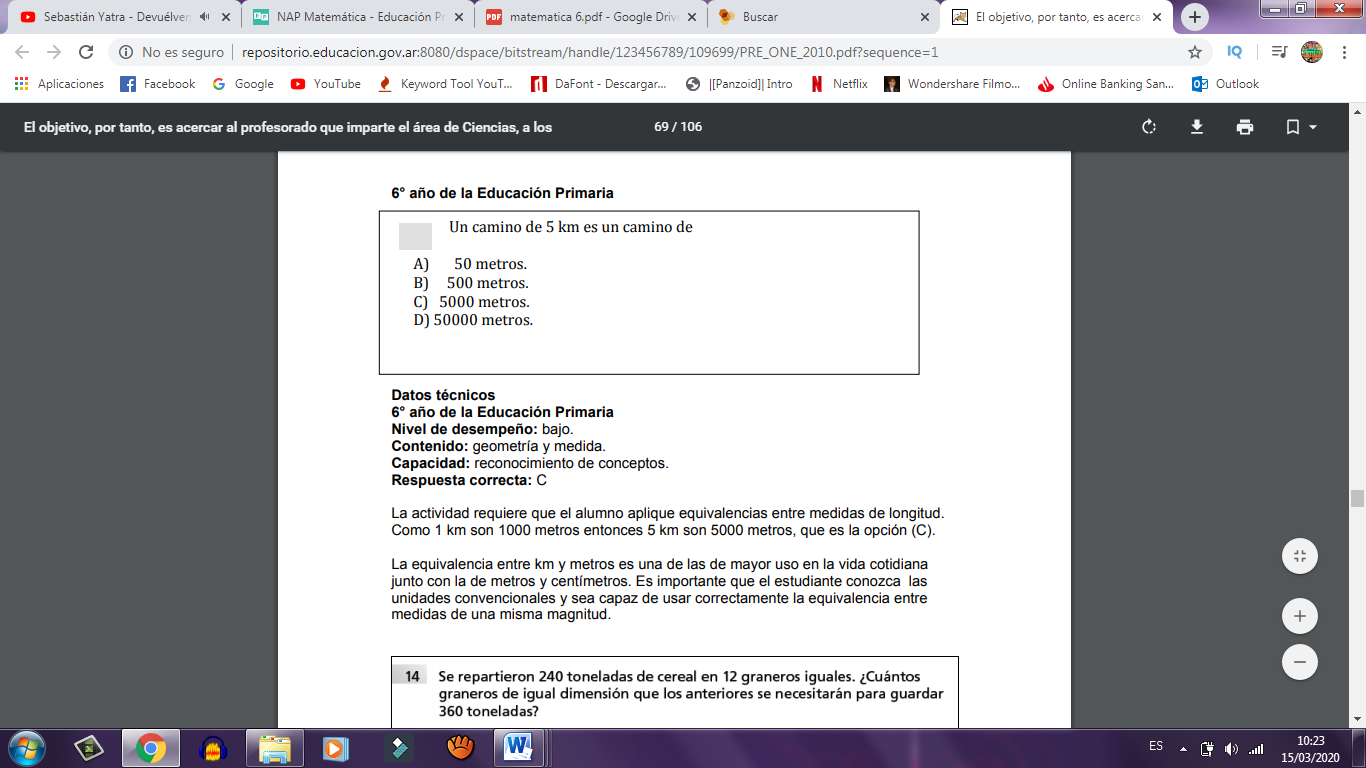 Sebastián Yatra - Devuélven
NAP Matemática - Educación Pr
matematica 6.pdf - Google Drive
Buscar
El objetivo, por tanto, es acerca
No es seguro | repositorio.educacion.gov.ar:8080/dspace/bitstream/handle/123456789/109699/PRE_ONE_2010.pdf?sequence=1
IQ
Aplicaciones Facebook Google YouTube Keyword Tool YouT... DaFont - Descargar... |[Panzoid]| Intro Netflix Wondershare Filmo... Online Banking San... Outlook
El objetivo, por tanto, es acercar al profesorado que imparte el área de Ciencias, a los 69 / 106
6° año de la Educación Primaria
Un camino de 5 km es un camino de
A) 50 metros.
B) 500 metros.
C) 5000 metros.
D) 50000 metros.
Datos técnicos
6° año de la Educación Primaria
Nivel de desempeño: bajo.
Contenido: geometría y medida.
Capacidad: reconocimiento de conceptos.
Respuesta correcta: C
La actividad requiere que el alumno aplique equivalencias entre medidas de longitud.
Como 1 km son 1000 metros entonces 5 km son 5000 metros, que es la opción (C).
La equivalencia entre km y metros es una de las de mayor uso en la vida cotidiana
junto con la de metros y centímetros. Es importante que el estudiante conozca las
unidades convencionales y sea capaz de usar correctamente la equivalencia entre
medidas de una misma magnitud.
14 Se repartieron 240 toneladas de cereal en 12 graneros iguales. ¿Cuántos
graneros de igual dimensión que los anteriores se necesitarán para guardar
360 toneladas?
ES
10:23
15/03/2020